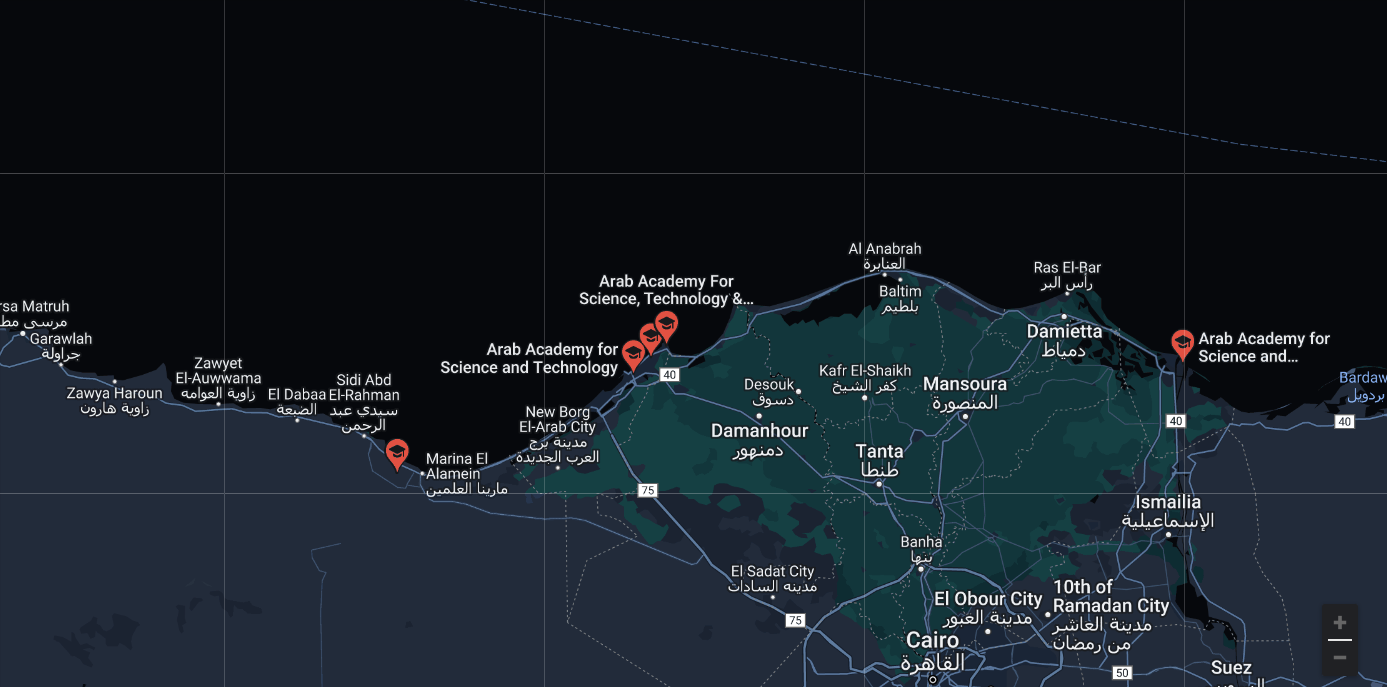 Al Anabrah
العنابرة
Baltim
بلطيم
Ras El-Bar
رأس البر
Arab Academy For
Science, Technology &...
Damietta
دمياط
Arab Academy for
Science and...
Arab Academy for
Science and Technology
40
rsa Matruh
Garawlah
جراولة
Zawya Haroun
زاوية هارون
Zawyet
El-Auwwama
زاوية العوامه
El Dabaa
الضبعة
Sidi Abd
El-Rahman
سيدي عبد
الرحمن
Marina El
Alamein
مارينا العلمين
New Borg
El-Arab City
مدينة برج
العرب الجديدة
Desouk
دسوق
Kafr El-Shaikh
كفر الشيخ
Mansoura
المنصورة
Damanhour
دمنهور
Tanta
طنطا
40
40
Bardaw
بردويل
75
Ismailia
الإسماعيلية
Banha
بنها
El Sadat City
مدينه السادات
75
El Obour City
مدينة العبور
10th of
Ramadan City
مدينة العاشر
من رمضان
Cairo
القاهرة
50
Suez